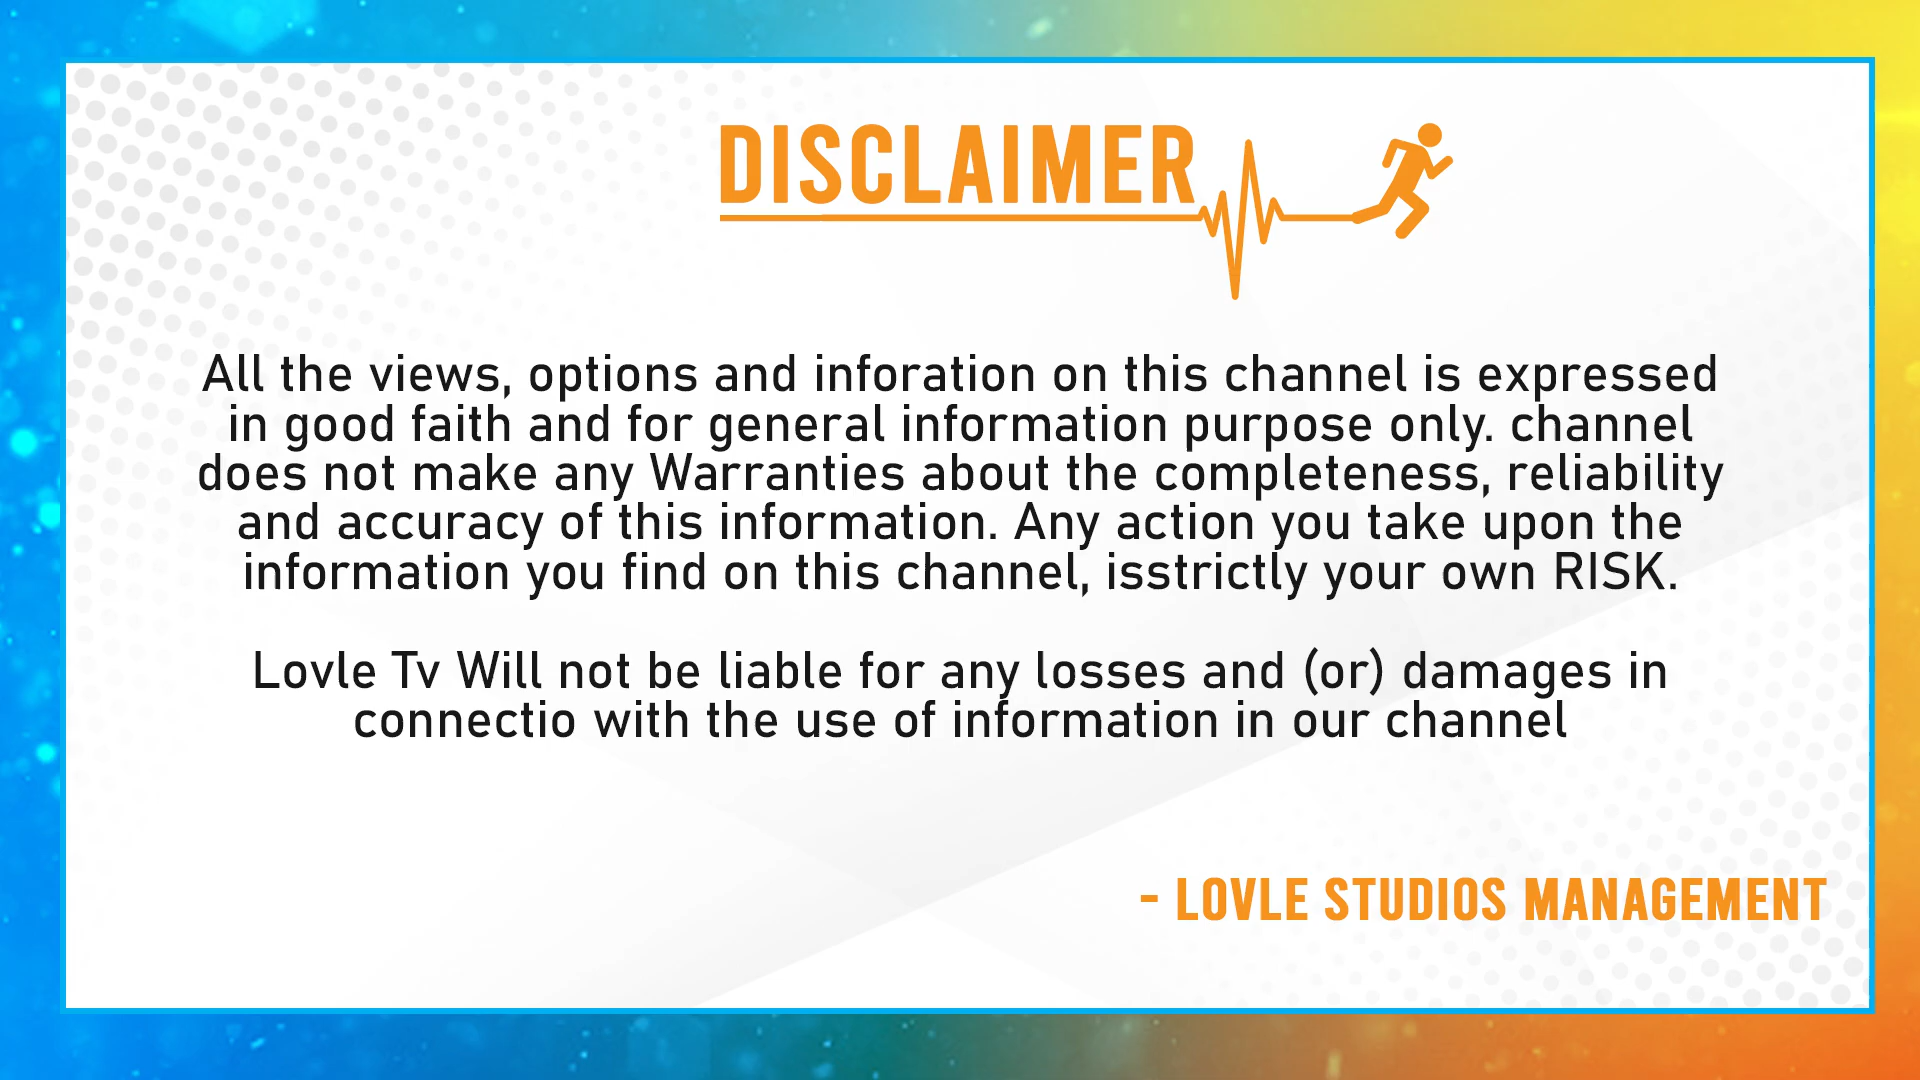 DISCLAIMER
All the views, options and inforation on this channel is expressed
in good faith and for general information purpose only. channel
does not make any Warranties about the completeness, reliability
and accuracy of this information. Any action you take upon the
information you find on this channel, isstrictly your own RISK.
Lovle Tv Will not be liable for any losses and (or) damages in
connectio with the use of information in our channel
- LOVLE STUDIOS MANAGEMENT